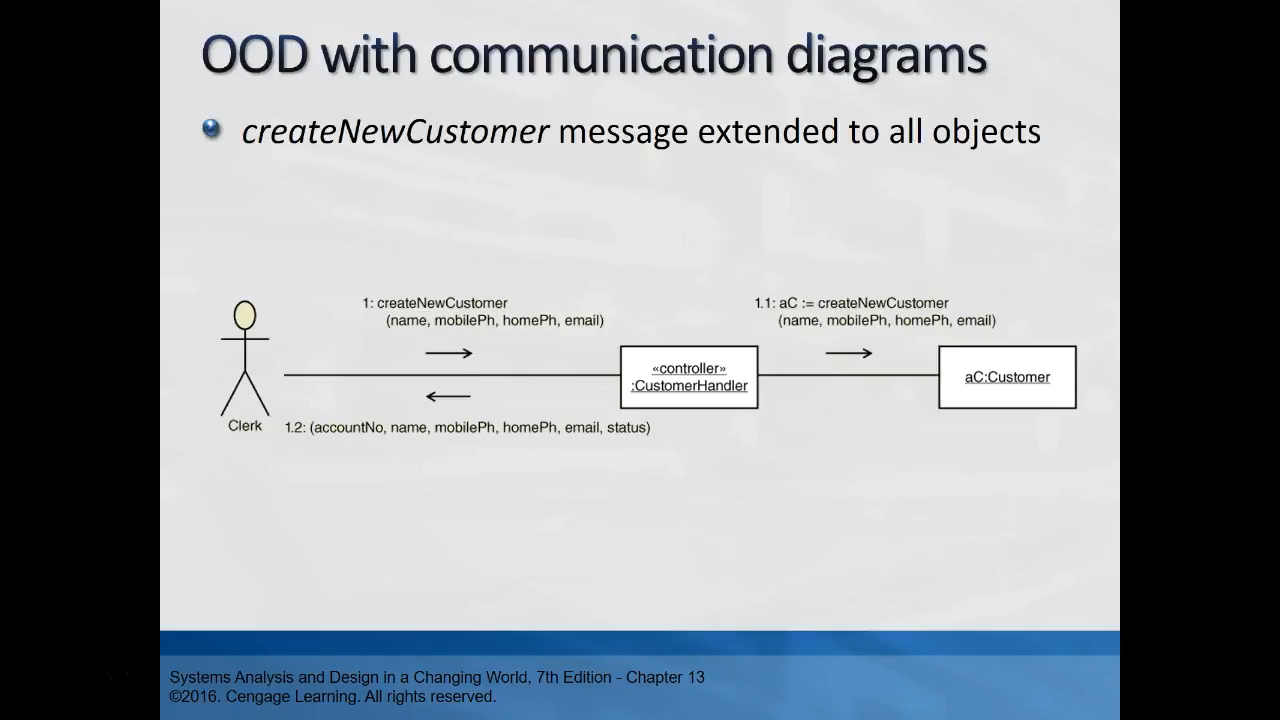 OOD with communication diagrams
createNewCustomer message extended to all objects
1: createNewCustomer
(name, mobilePh, homePh, email)
1.1: aC := createNewCustomer
(name, mobilePh, homePh, email)
«controller»
:CustomerHandler
aC:Customer
Clerk
1.2: (accountNo, name, mobilePh, homePh, email, status)
Systems Analysis and Design in a Changing World, 7th Edition - Chapter 13
©2016. Cengage Learning. All rights reserved.